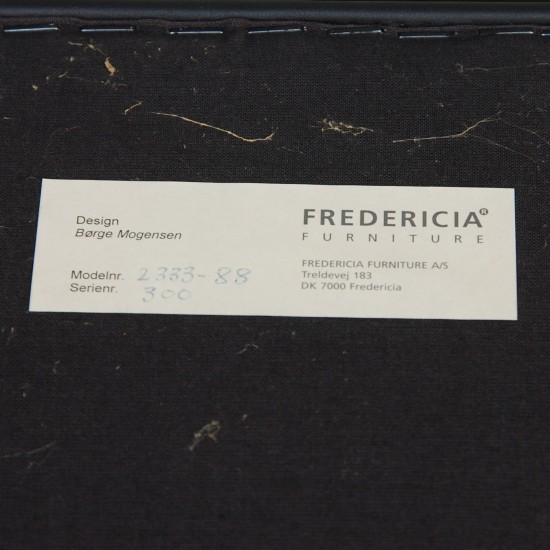 Design
Børge Mogensen
Modelnr. 2333-88
Serienr. 300
FREDERICIA®
FURNITURE
FREDERICIA FURNITURE A/S
Treldevej 183
DK 7000 Fredericia